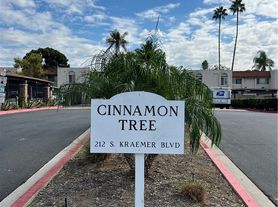 CINNAMON
TREE
212 S. KRAEMER BLVD